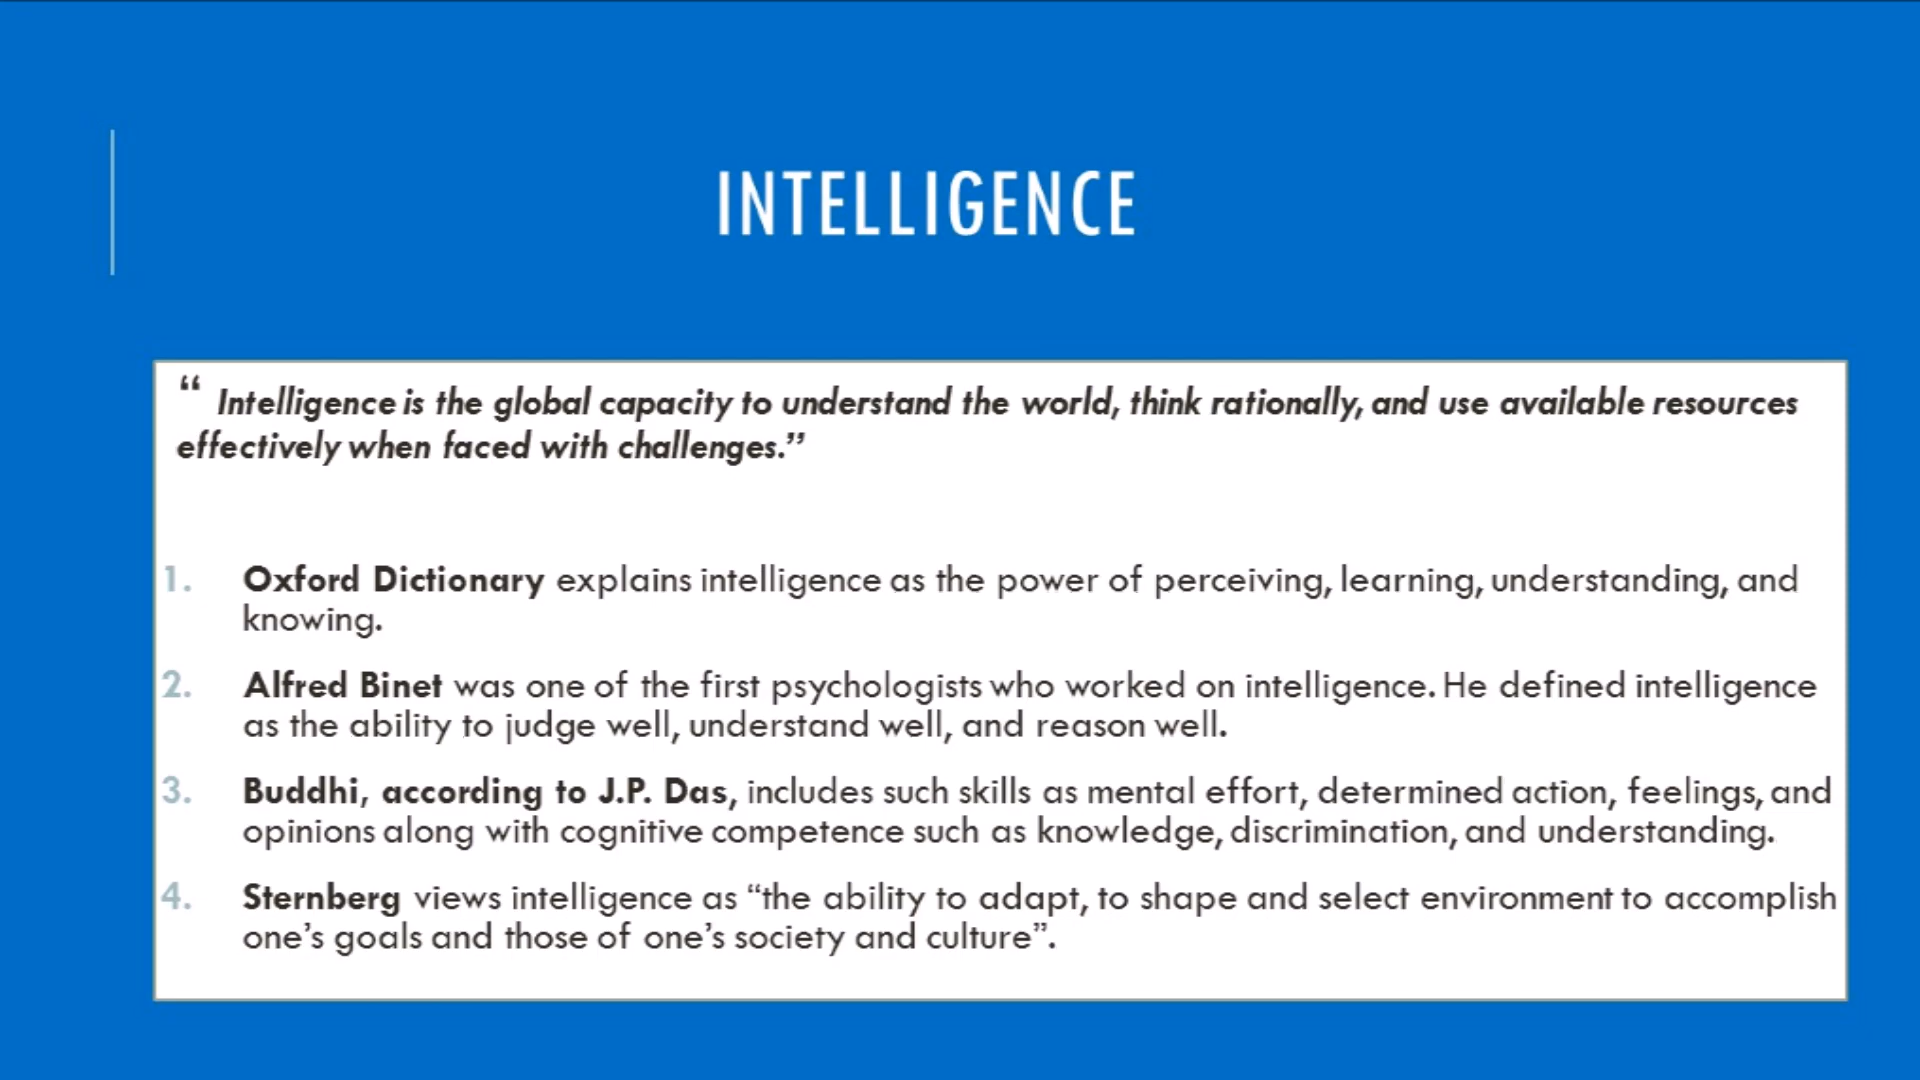 INTELLIGENCE
“ Intelligence is the global capacity to understand the world, think rationally, and use available resources
effectively when faced with challenges.”
1. Oxford Dictionary explains intelligence as the power of perceiving, learning, understanding, and
knowing.
2. Alfred Binet was one of the first psychologists who worked on intelligence. He defined intelligence
as the ability to judge well, understand well, and reason well.
3. Buddhi, according to J.P. Das, includes such skills as mental effort, determined action, feelings, and
opinions along with cognitive competence such as knowledge, discrimination, and understanding.
4. Sternberg views intelligence as “the ability to adapt, to shape and select environment to accomplish
one’s goals and those of one’s society and culture”.